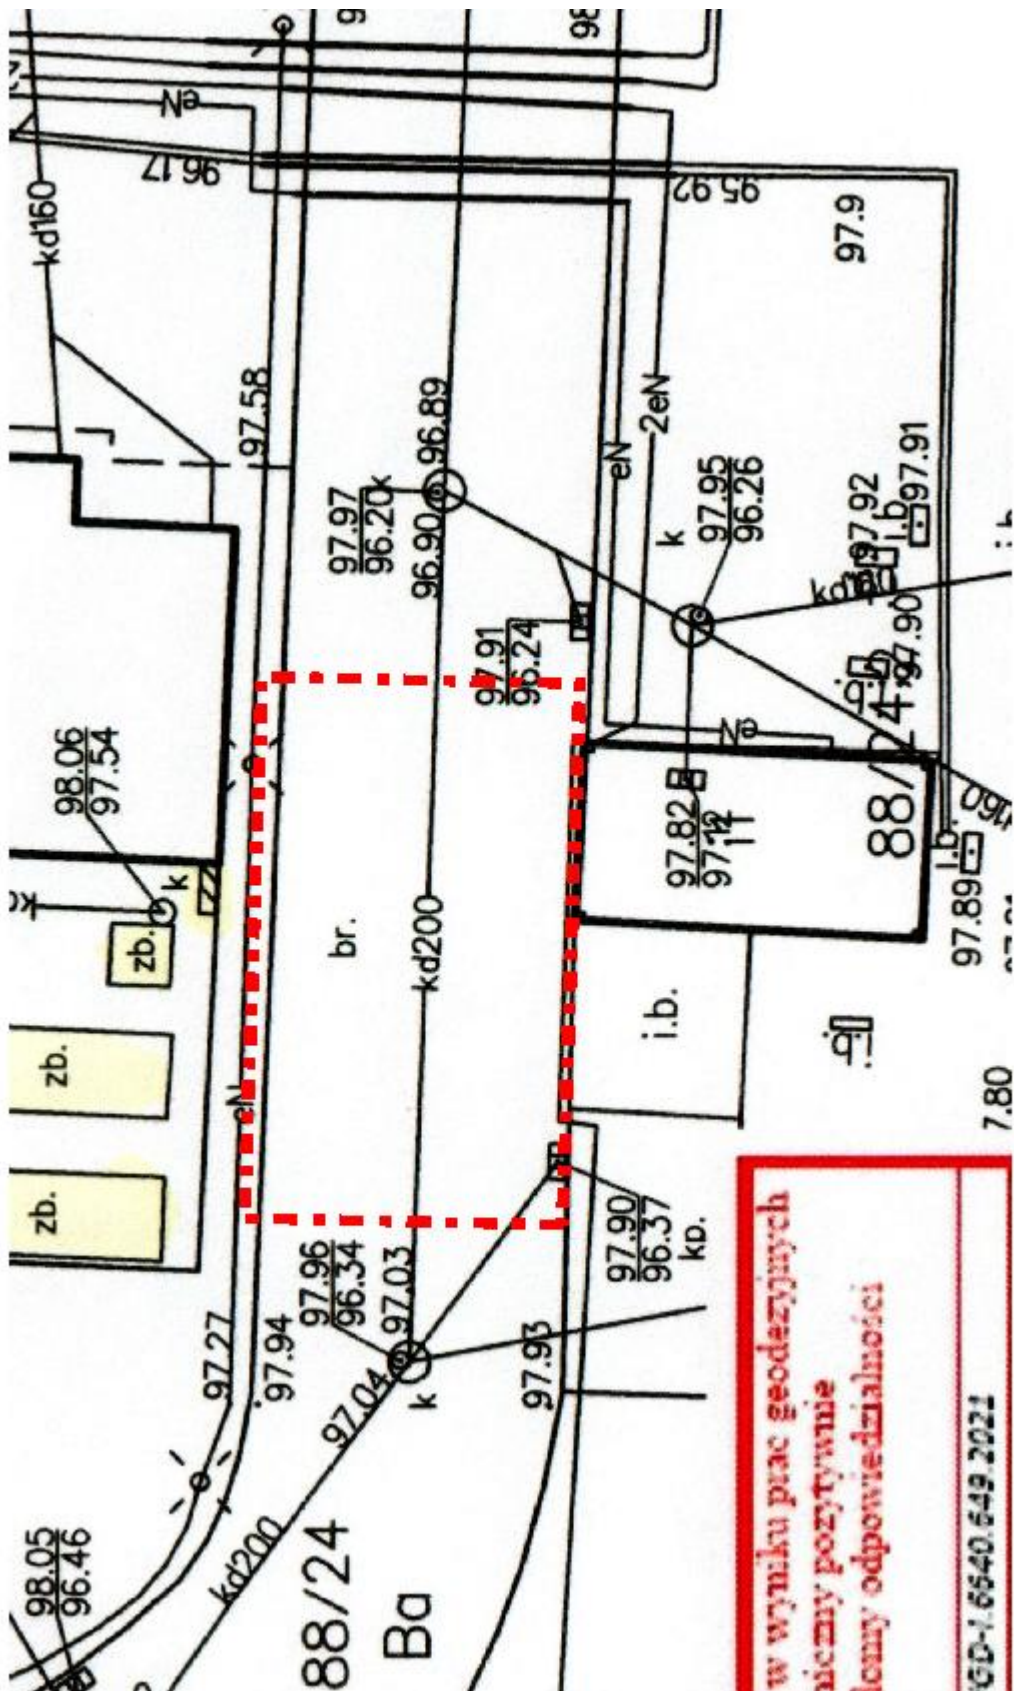 98
eN
96.17
95.92
97.9
kd160
97.58
96.89
eN
2eN
97.97
96.20
k
96.90
97.95
96.26
k
97.91
97.92
i.b.
97.91
96.24
97.90
98.06
97.54
eN
k
zb.
br.
kd200
97.82
88/
97.89
i.b.
zb.
i.b.
i.b.
eN
zb.
7.80
97.96
96.34
97.03
97.90
96.37
kp.
97.27
97.94
97.04
k
97.93
98.05
96.46
kd200
88/24
Ba
w wyniku prac geodezyjnych
niczny pozytywnie
odpowiedzialności
GD-I.6640.649.2021